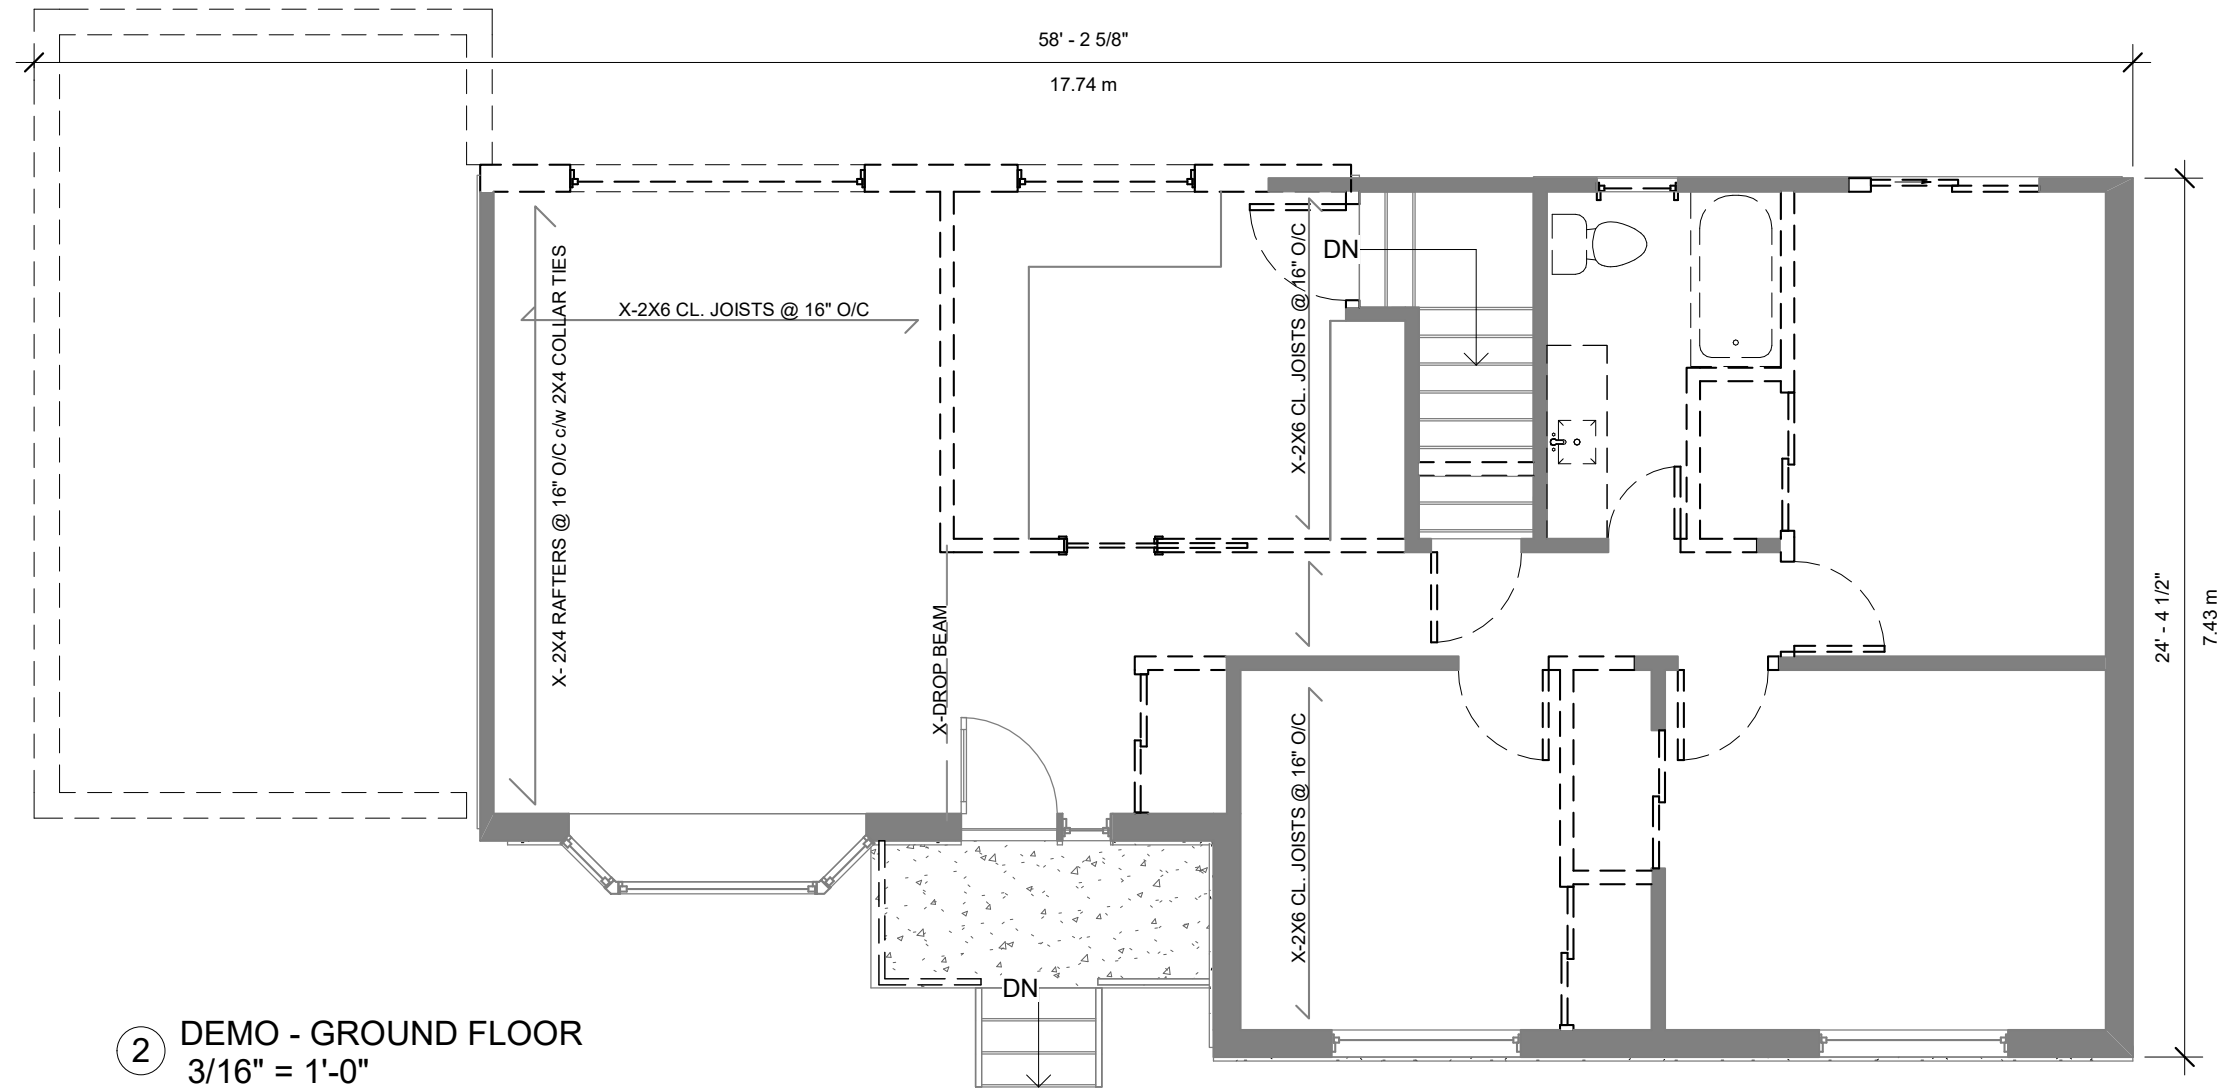 58' - 2 5/8"
17.74 m
X- 2X4 RAFTERS @ 16" O/C c/w 2X4 COLLAR TIES
X-2X6 CL. JOISTS @ 16" O/C
X-2X6 CL. JOISTS @ 16" O/C
DN
X-DROP BEAM
X-2X6 CL. JOISTS @ 16" O/C
24' - 4 1/2"
7.43 m
DN
2
DEMO - GROUND FLOOR
3/16" = 1'-0"